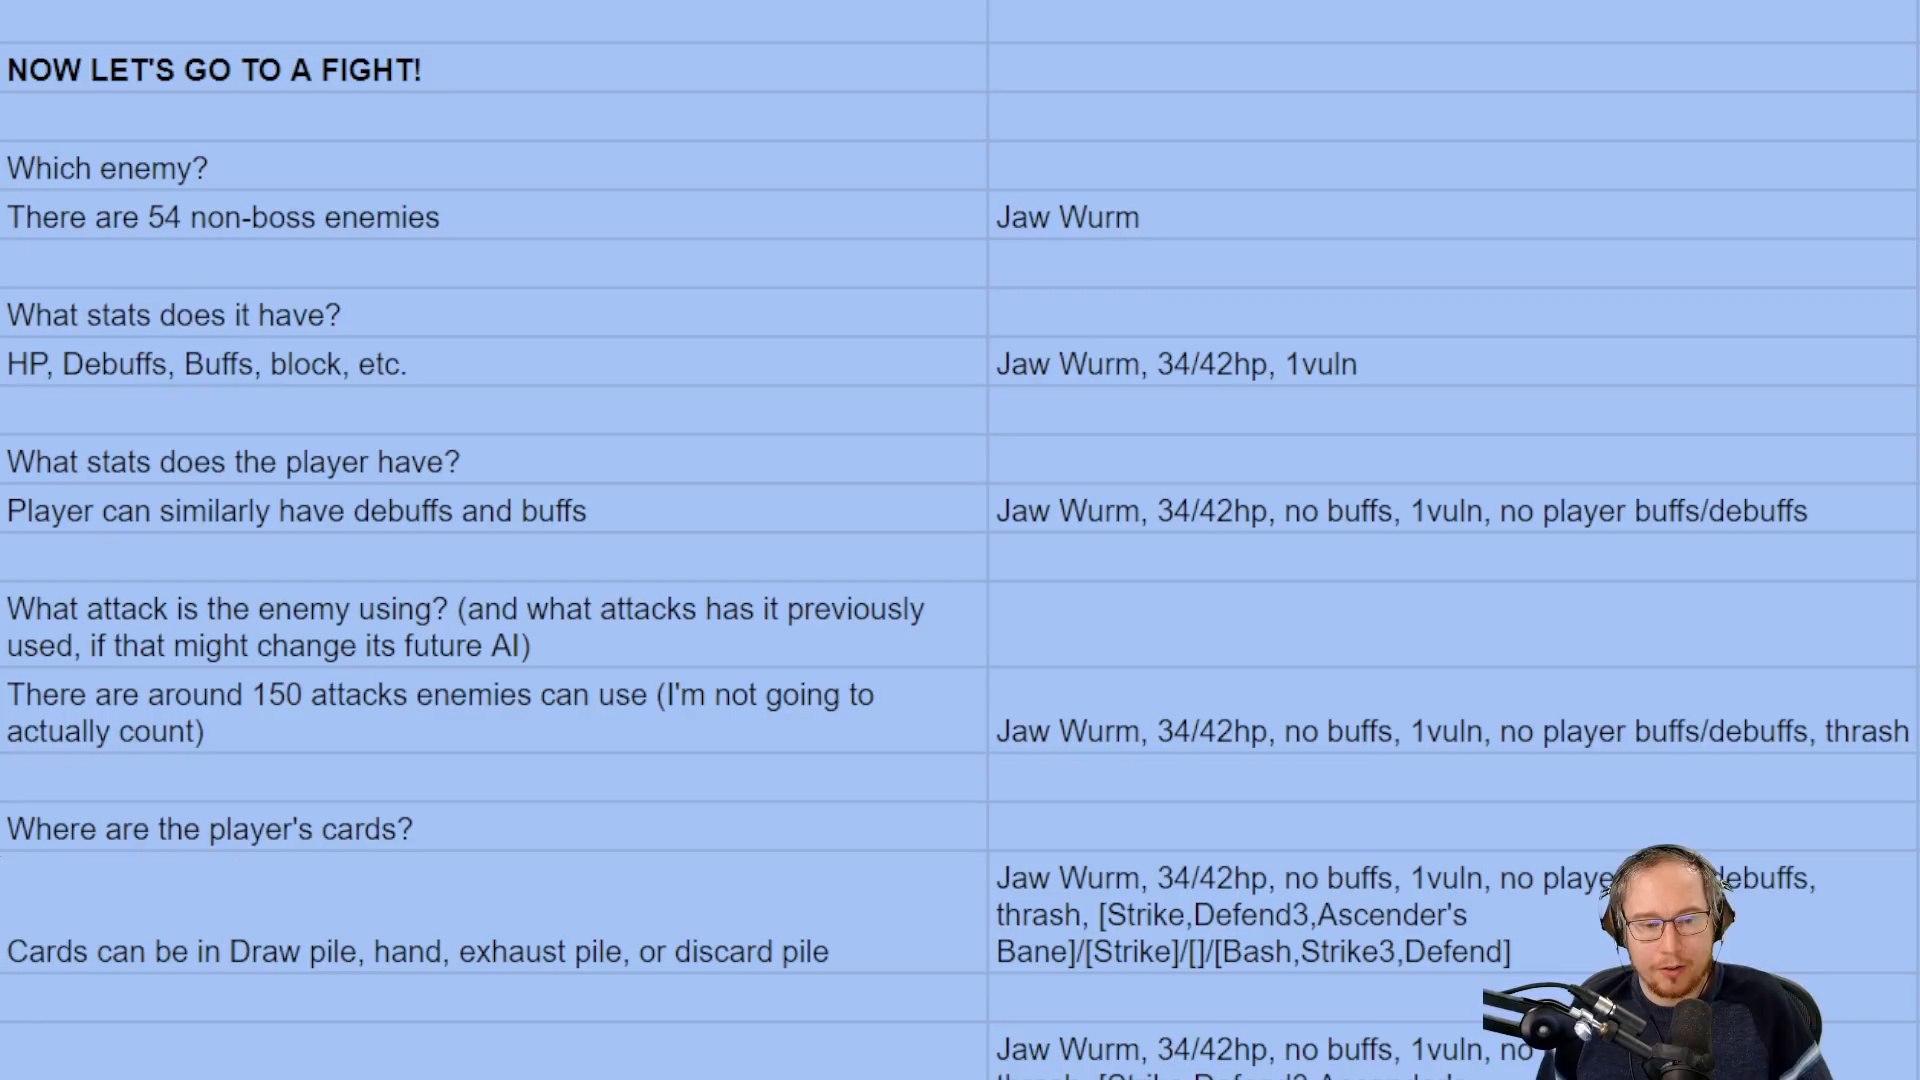 NOW LET'S GO TO A FIGHT!
Which enemy?
There are 54 non-boss enemies
Jaw Wurm
What stats does it have?
HP, Debuffs, Buffs, block, etc.
Jaw Wurm, 34/42hp, 1vuln
What stats does the player have?
Player can similarly have debuffs and buffs
Jaw Wurm, 34/42hp, no buffs, 1vuln, no player buffs/debuffs
What attack is the enemy using? (and what attacks has it previously
used, if that might change its future AI)
There are around 150 attacks enemies can use (I'm not going to
actually count)
Jaw Wurm, 34/42hp, no buffs, 1vuln, no player buffs/debuffs, thrash
Where are the player's cards?
Cards can be in Draw pile, hand, exhaust pile, or discard pile
Jaw Wurm, 34/42hp, no buffs, 1vuln, no
thrash, [Strike,Defend3,Ascender's
Bane]/[Strike]/[]/[Bash,Strike3,Defend]
Jaw Wurm, 34/42hp, no buffs, 1vuln, no